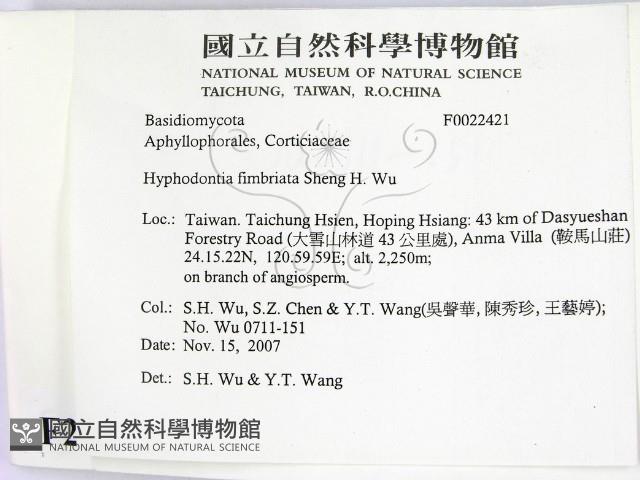 國立自然科學博物館
NATIONAL MUSEUM OF NATURAL SCIENCE
TAICHUNG, TAIWAN, R.O.CHINA
Basidiomycota F0022421
Aphyllophorales, Corticiaceae
Hyphodontia fimbriata Sheng H. Wu
Loc.: Taiwan. Taichung Hsien, Hoping Hsiang: 43 km of Dasyueshan
Forestry Road (大雪山林道 43 公里處), Anma Villa (鞍馬山莊)
24.15.22N, 120.59.59E; alt. 2,250m;
on branch of angiosperm.
Col.: S.H. Wu, S.Z. Chen & Y.T. Wang(吳聲華, 陳秀珍, 王藝婷);
No. Wu 0711-151
Date: Nov. 15, 2007
Det.: S.H. Wu & Y.T. Wang
F2
國立自然科學博物館
NATIONAL MUSEUM OF NATURAL SCIENCE